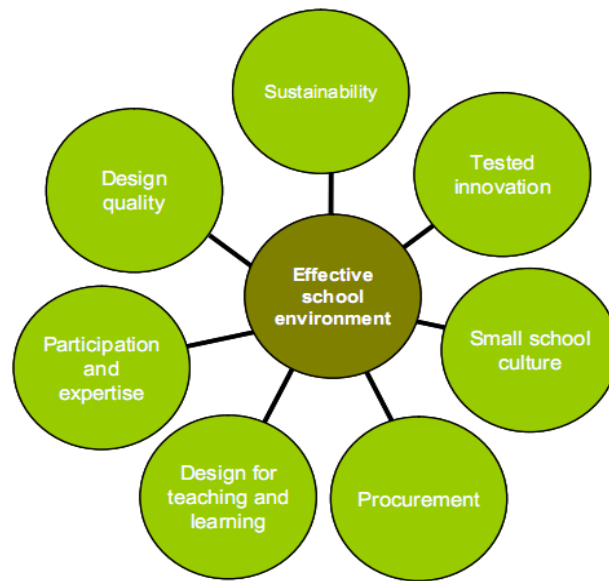 Sustainability
Tested
innovation
Small school
culture
Procurement
Design for
teaching and
learning
Participation
and
expertise
Design
quality
Effective
school
environment